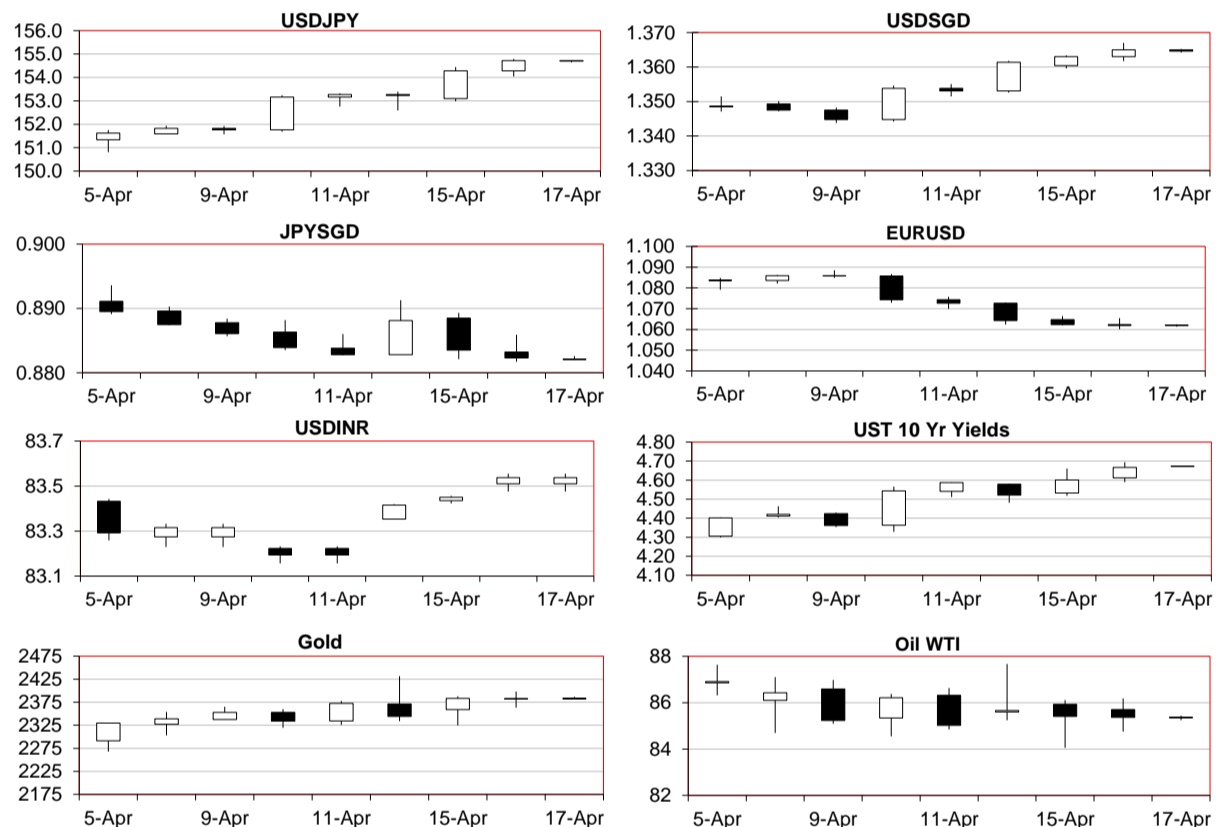 USDJPY
156.0
155.0
154.0
153.0
152.0
151.0
150.0
5-Apr 9-Apr 11-Apr 15-Apr 17-Apr
USDSGD
1.370
1.360
1.350
1.340
1.330
5-Apr 9-Apr 11-Apr 15-Apr 17-Apr
JPYSGD
0.900
0.890
0.880
5-Apr 9-Apr 11-Apr 15-Apr 17-Apr
EURUSD
1.100
1.090
1.080
1.070
1.060
1.050
1.040
5-Apr 9-Apr 11-Apr 15-Apr 17-Apr
USDINR
83.7
83.5
83.3
83.1
5-Apr 9-Apr 11-Apr 15-Apr 17-Apr
UST 10 Yr Yields
4.80
4.70
4.60
4.50
4.40
4.30
4.20
4.10
5-Apr 9-Apr 11-Apr 15-Apr 17-Apr
Gold
2475
2425
2375
2325
2275
2225
2175
5-Apr 9-Apr 11-Apr 15-Apr 17-Apr
Oil WTI
88
86
84
82
5-Apr 9-Apr 11-Apr 15-Apr 17-Apr